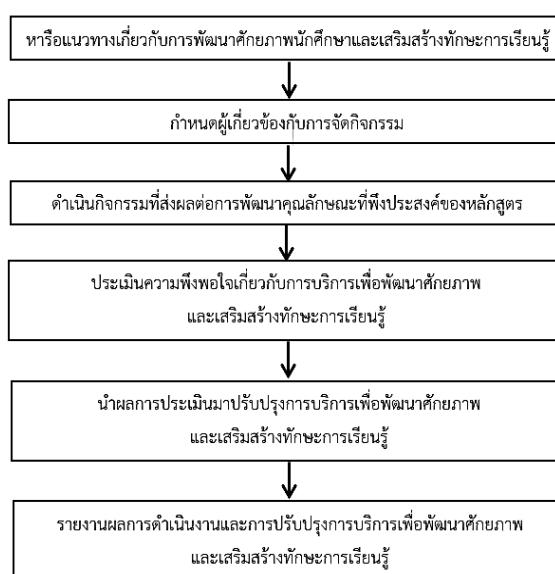 หารือแนวทางเกี่ยวกับการพัฒนาศักยภาพนักศึกษาและเสริมสร้างทักษะการเรียนรู้
กำหนดผู้เกี่ยวข้องกับการจัดกิจกรรม
ดำเนินกิจกรรมที่ส่งผลต่อการพัฒนาคุณลักษณะที่พึงประสงค์ของหลักสูตร
ประเมินความพึงพอใจเกี่ยวกับการบริการเพื่อพัฒนาศักยภาพ
และเสริมสร้างทักษะการเรียนรู้
นำผลการประเมินมาปรับปรุงการบริการเพื่อพัฒนาศักยภาพ
และเสริมสร้างทักษะการเรียนรู้
รายงานผลการดำเนินงานและการปรับปรุงการบริการเพื่อพัฒนาศักยภาพ
และเสริมสร้างทักษะการเรียนรู้